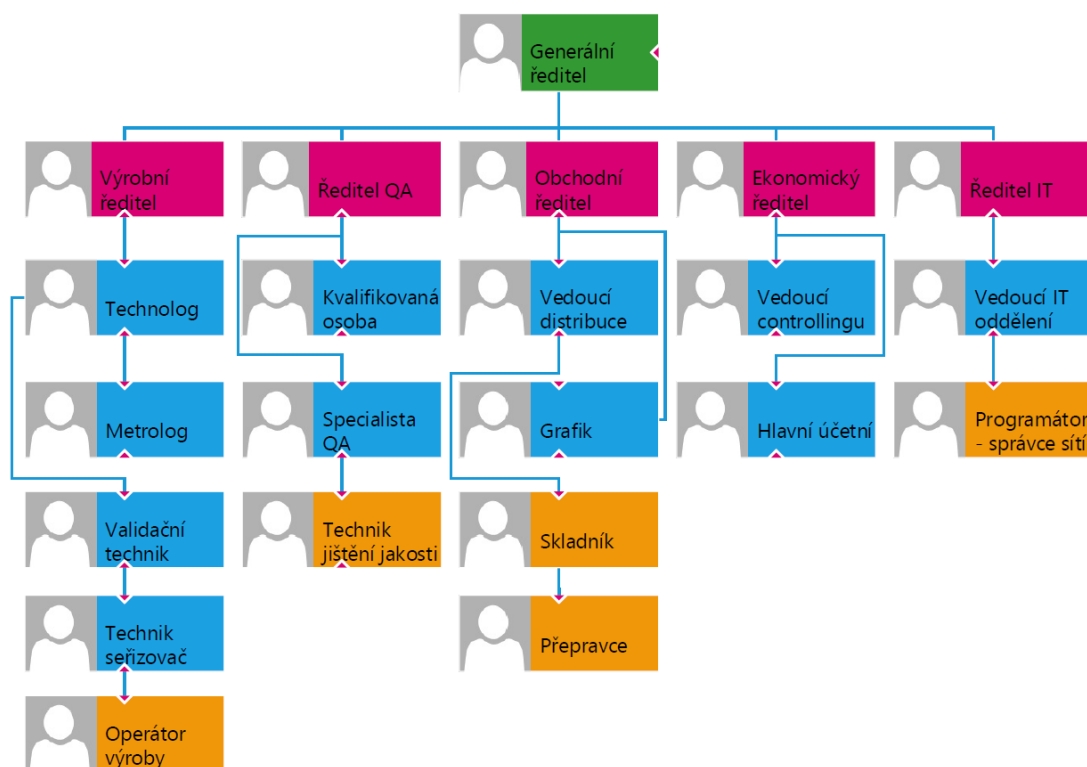 Generální
ředitel
Výrobní
ředitel
Ředitel QA
Obchodní
ředitel
Ekonomický
ředitel
Ředitel IT
Technolog
Kvalifikovaná
osoba
Vedoucí
distribuce
Vedoucí
controllingu
Vedoucí IT
oddělení
Metrolog
Specialista
QA
Grafik
Hlavní účetní
Programátor
- správce sítí
Validační
technik
Technik
jištění jakosti
Skladník
Technik
seřizovač
Přepravce
Operátor
výroby